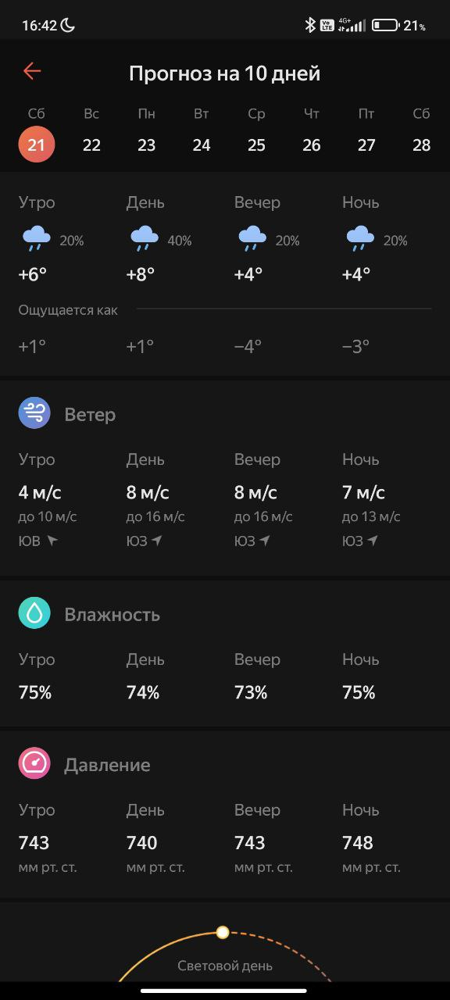 16:42 Vo LTE 4G+ 21%
Прогноз на 10 дней
Сб Вс Пн Вт Ср Чт Пт Сб
21 22 23 24 25 26 27 28
Утро День Вечер Ночь
20% 40% 20% 20%
+6° +8° +4° +4°
Ощущается как
+1° +1° −4° −3°
Ветер
Утро День Вечер Ночь
4 м/с 8 м/с 8 м/с 7 м/с
до 10 м/с до 16 м/с до 16 м/с до 13 м/с
ЮВ ЮЗ ЮЗ ЮЗ
Влажность
Утро День Вечер Ночь
75% 74% 73% 75%
Давление
Утро День Вечер Ночь
743 740 743 748
мм рт. ст. мм рт. ст. мм рт. ст. мм рт. ст.
Световой день